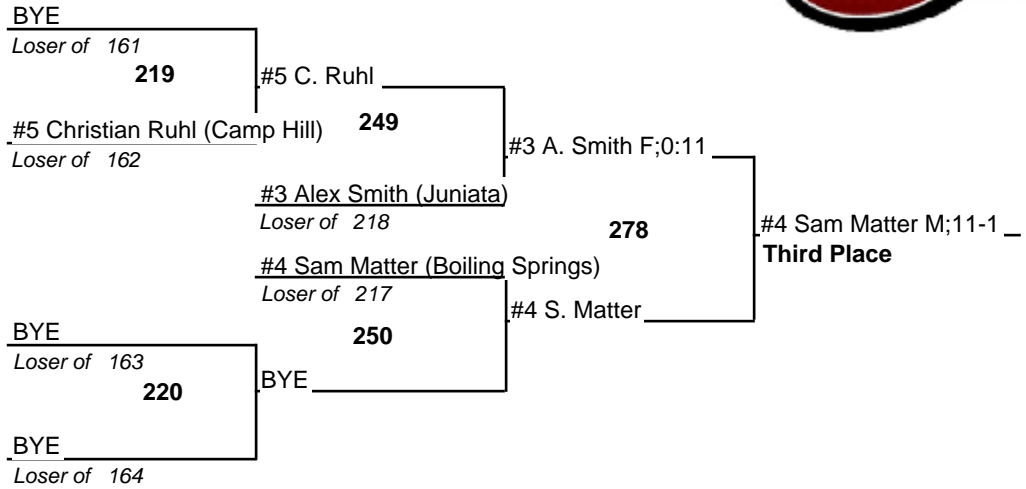 BYE
Loser of 161
219
#5 C. Ruhl
#5 Christian Ruhl (Camp Hill)
249
Loser of 162
#3 A. Smith F;0:11
#3 Alex Smith (Juniata)
Loser of 218
278
#4 Sam Matter M;11-1
Third Place
#4 Sam Matter (Boiling Springs)
Loser of 217
#4 S. Matter
250
BYE
Loser of 163
220
BYE
BYE
Loser of 164